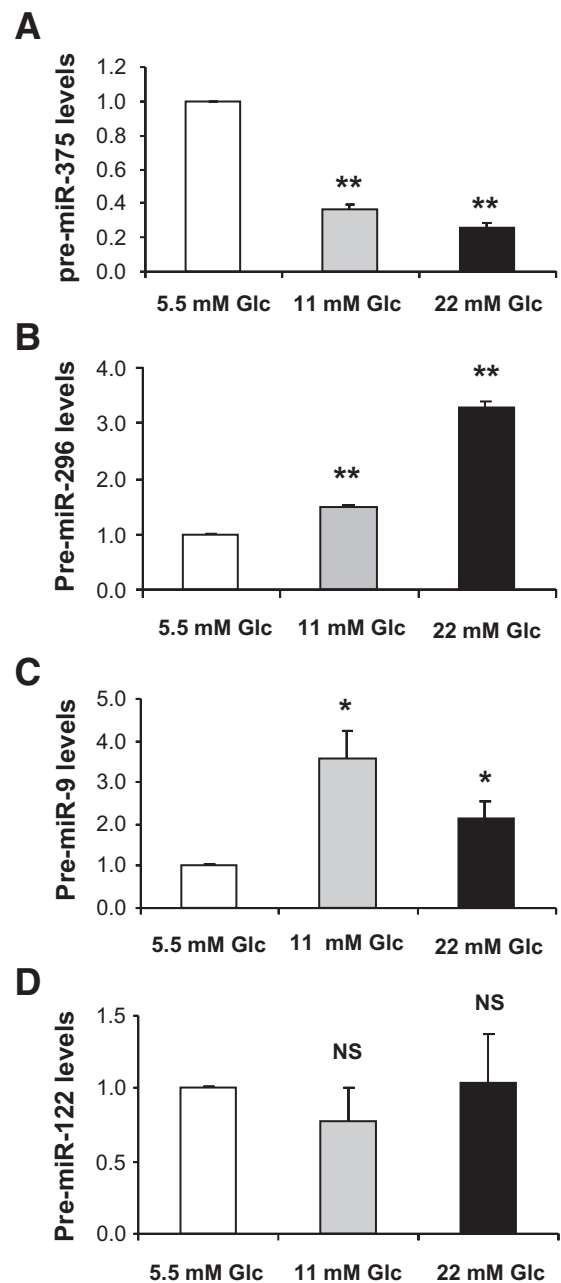 A
pre-miR-375 levels
1.2
1.0
0.8
0.6
0.4
0.2
0.0
**
**
5.5 mM Glc 11 mM Glc 22 mM Glc
B
Pre-miR-296 levels
4.0
3.0
2.0
1.0
0.0
**
**
5.5 mM Glc 11 mM Glc 22 mM Glc
C
Pre-miR-9 levels
5.0
4.0
3.0
2.0
1.0
0.0
*
*
5.5 mM Glc 11 mM Glc 22 mM Glc
D
Pre-miR-122 levels
1.5
1.0
0.5
0.0
NS
NS
5.5 mM Glc 11 mM Glc 22 mM Glc